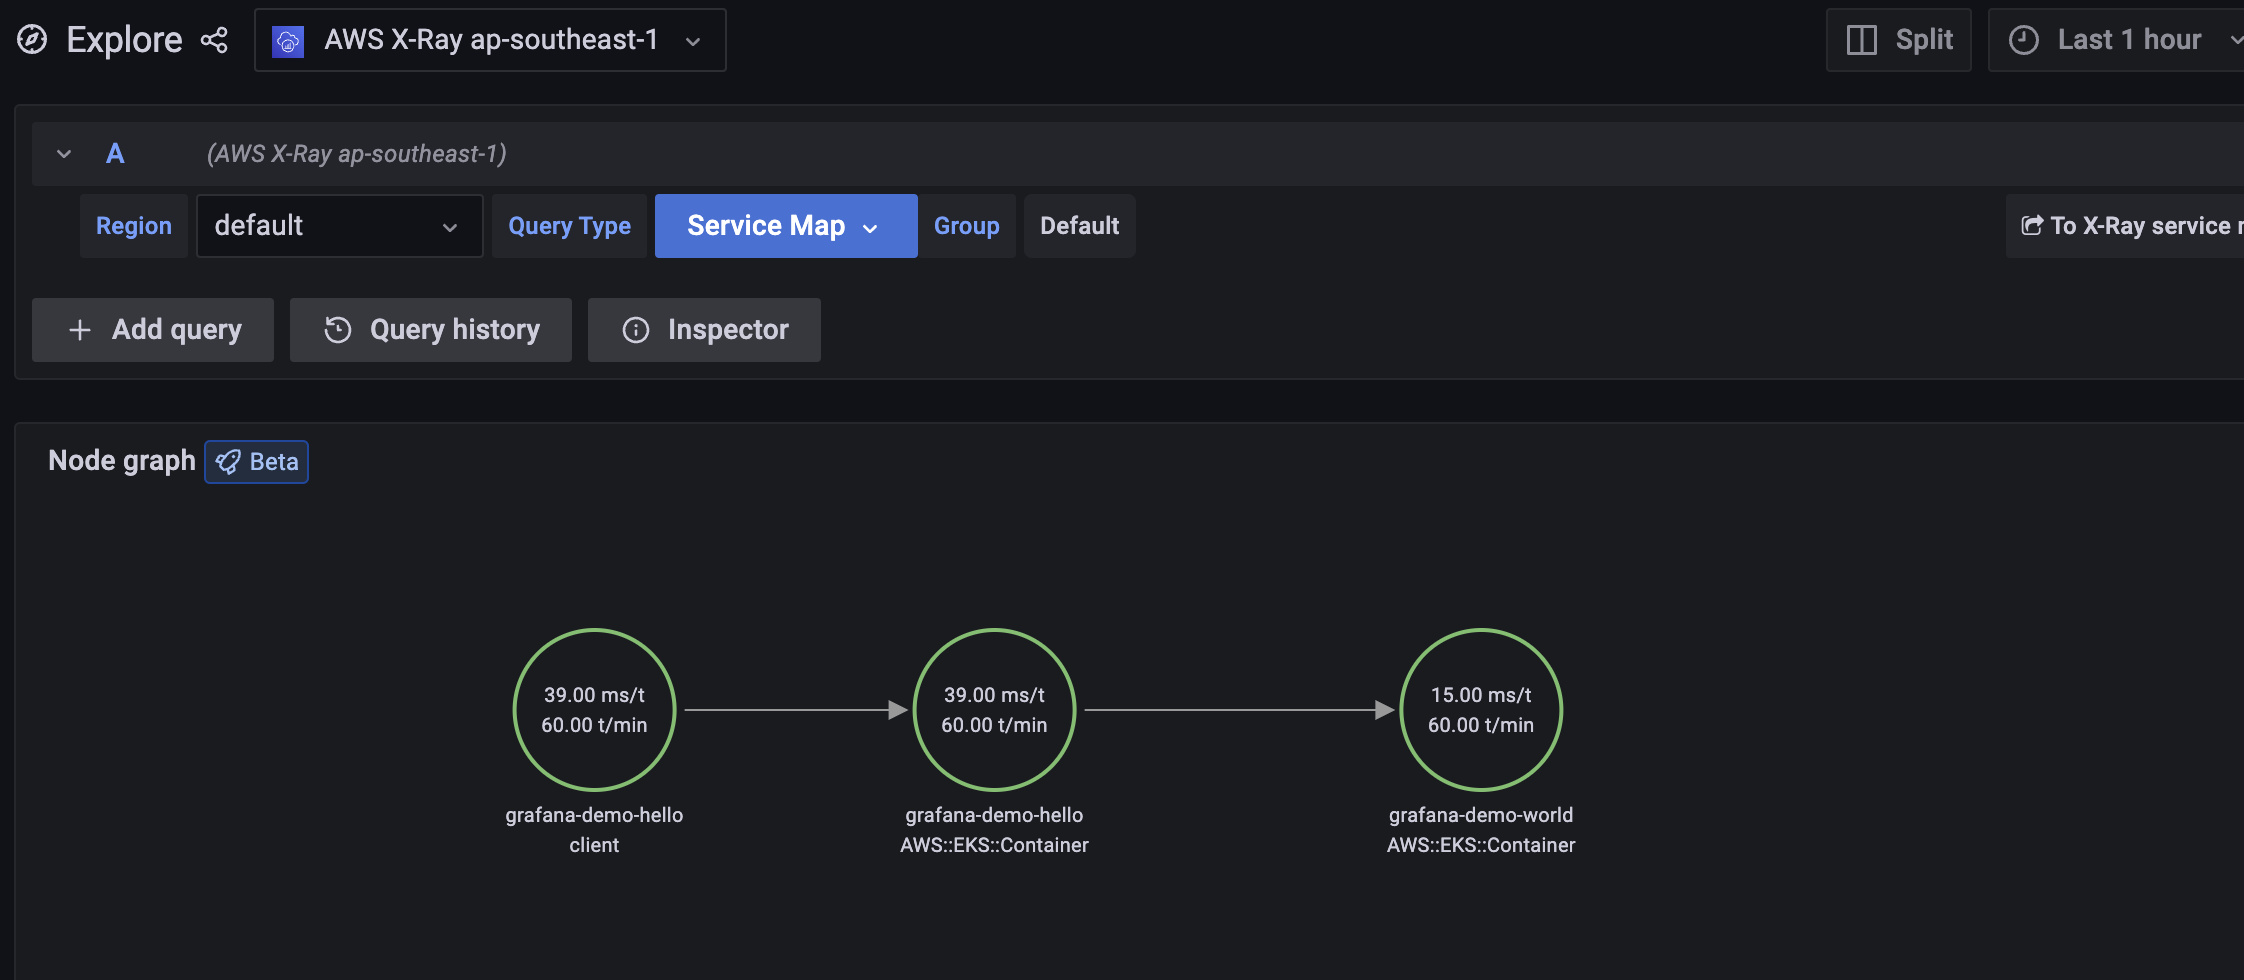 Explore
AWS X-Ray ap-southeast-1
Split
Last 1 hour
A
(AWS X-Ray ap-southeast-1)
Region
default
Query Type
Service Map
Group
Default
To X-Ray service
Add query
Query history
Inspector
Node graph
Beta
39.00 ms/t
60.00 t/min
grafana-demo-hello
client
39.00 ms/t
60.00 t/min
grafana-demo-hello
AWS::EKS::Container
15.00 ms/t
60.00 t/min
grafana-demo-world
AWS::EKS::Container